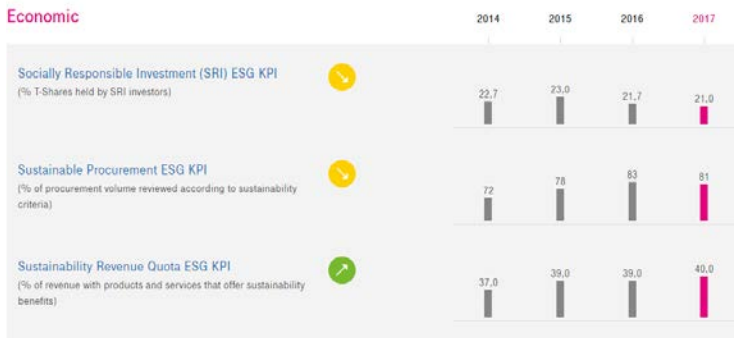 Economic 2014 2015 2016 2017
Socially Responsible Investment (SRI) ESG KPI
(% T-Shares held by SRI investors)
22,7 23,0 21,7 21,0
Sustainable Procurement ESG KPI
(% of procurement volume reviewed according to sustainability
criteria)
72 78 83 81
Sustainability Revenue Quota ESG KPI
(% of revenue with products and services that offer sustainability
benefits)
37,0 39,0 39,0 40,0